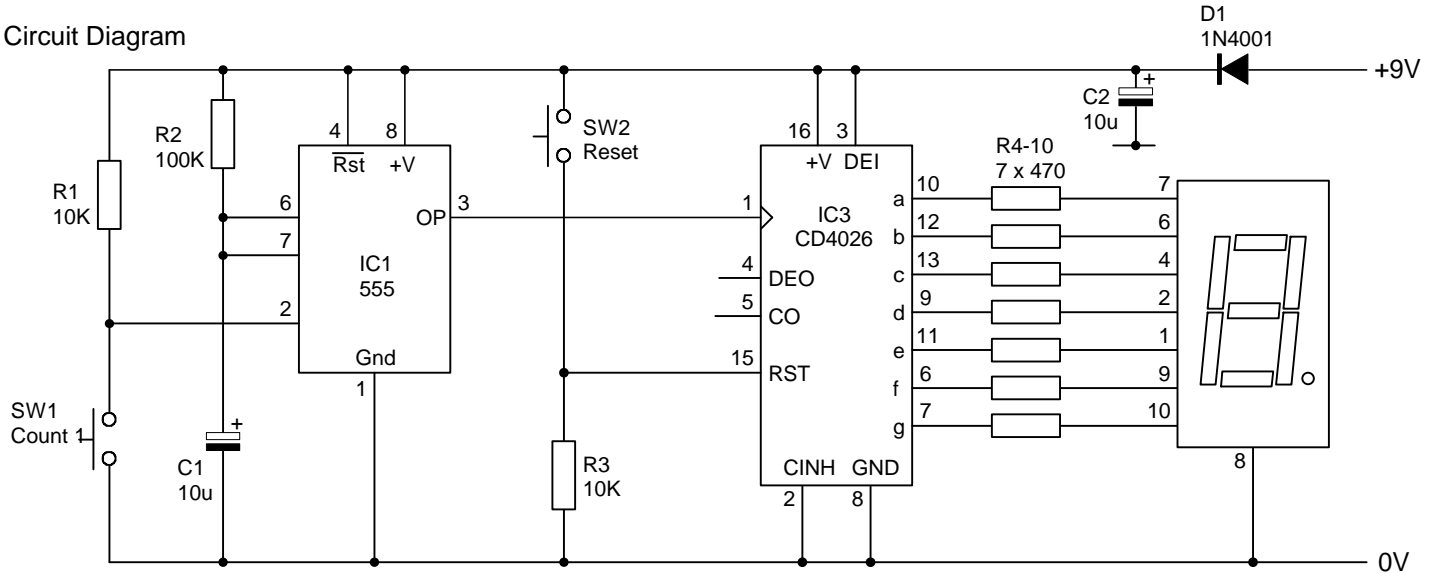 Circuit Diagram
D1
1N4001
+9V
C2
10u
+
R2
100K
4
8
Rst
+V
SW2
Reset
16
3
+V DEI
R4-10
7 x 470
R1
10K
6
7
2
OP
3
IC1
555
Gnd
1
1
IC3
CD4026
4
DEO
5
CO
15
RST
a
10
7
b
12
6
c
13
4
d
9
2
e
11
1
f
6
9
g
7
10
CINH GND
2
8
8
SW1
Count 1
C1
10u
+
R3
10K
0V